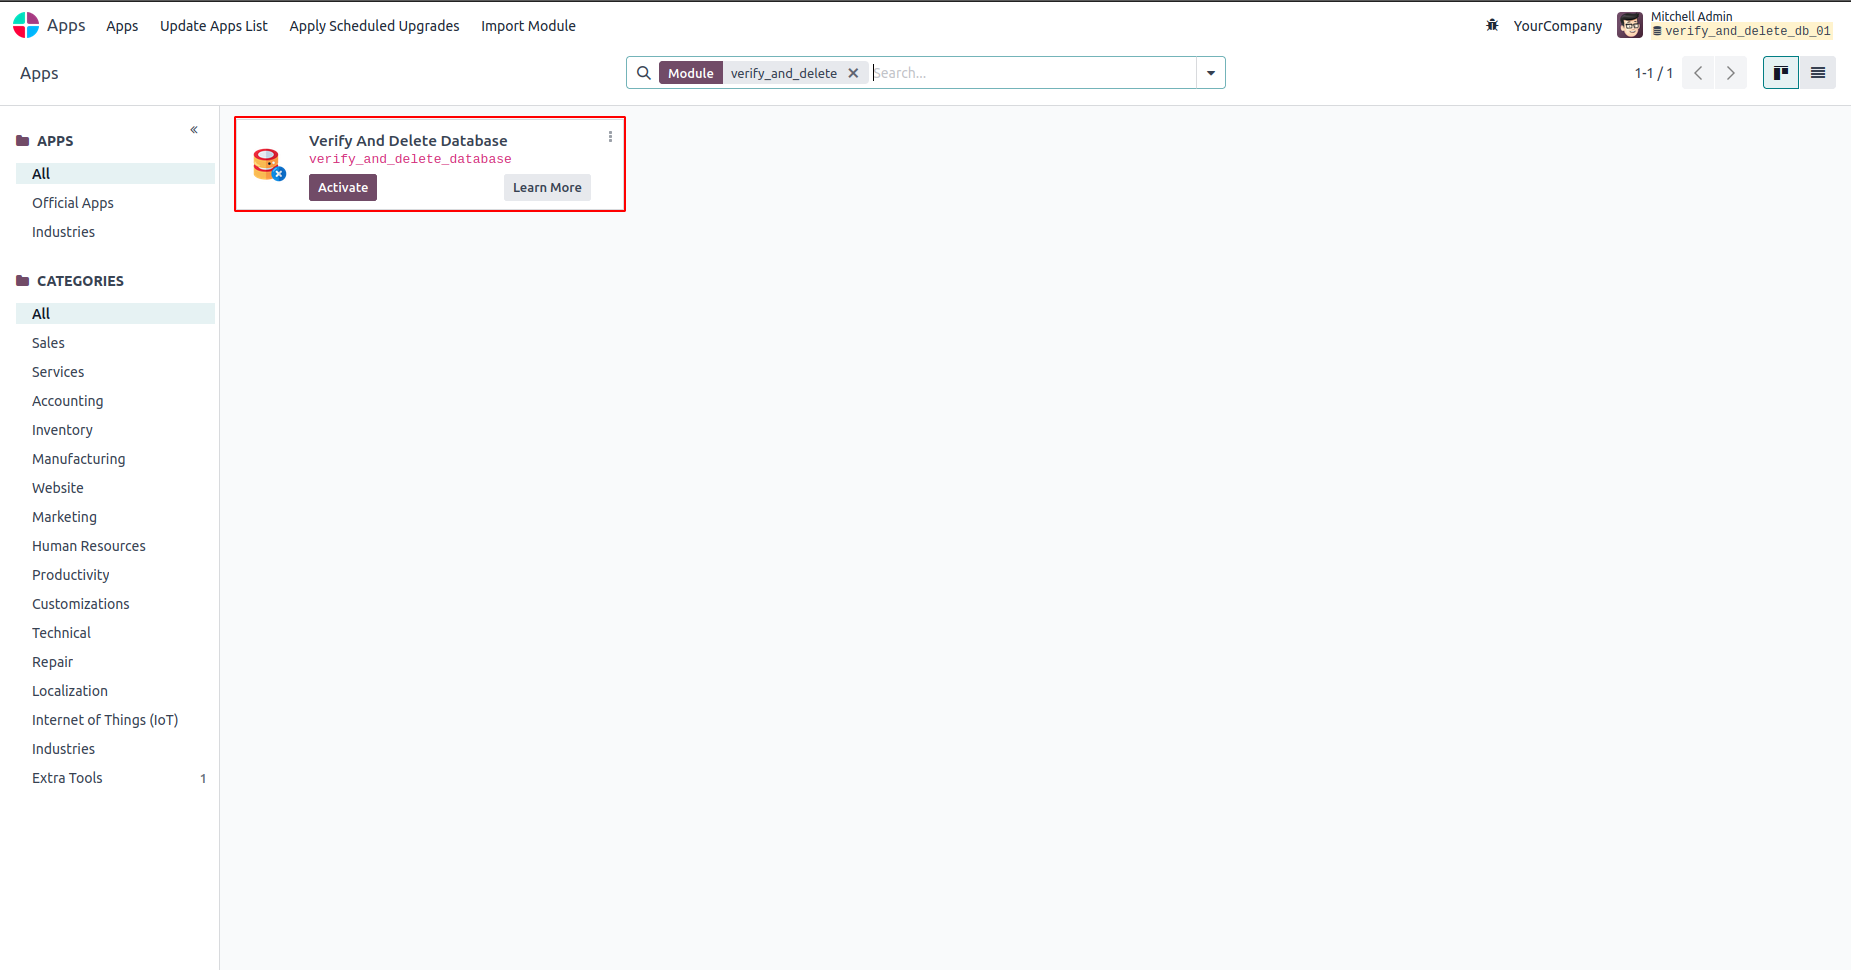 Apps Apps Update Apps List Apply Scheduled Upgrades Import Module YourCompany Mitchell Admin
verify_and_delete_db_01
Apps Module verify_and_delete Search... 1-1 / 1
APPS
All
Official Apps
Industries
CATEGORIES
All
Sales
Services
Accounting
Inventory
Manufacturing
Website
Marketing
Human Resources
Productivity
Customizations
Technical
Repair
Localization
Internet of Things (IoT)
Industries
Extra Tools 1
Verify And Delete Database
verify_and_delete_database
Activate Learn More